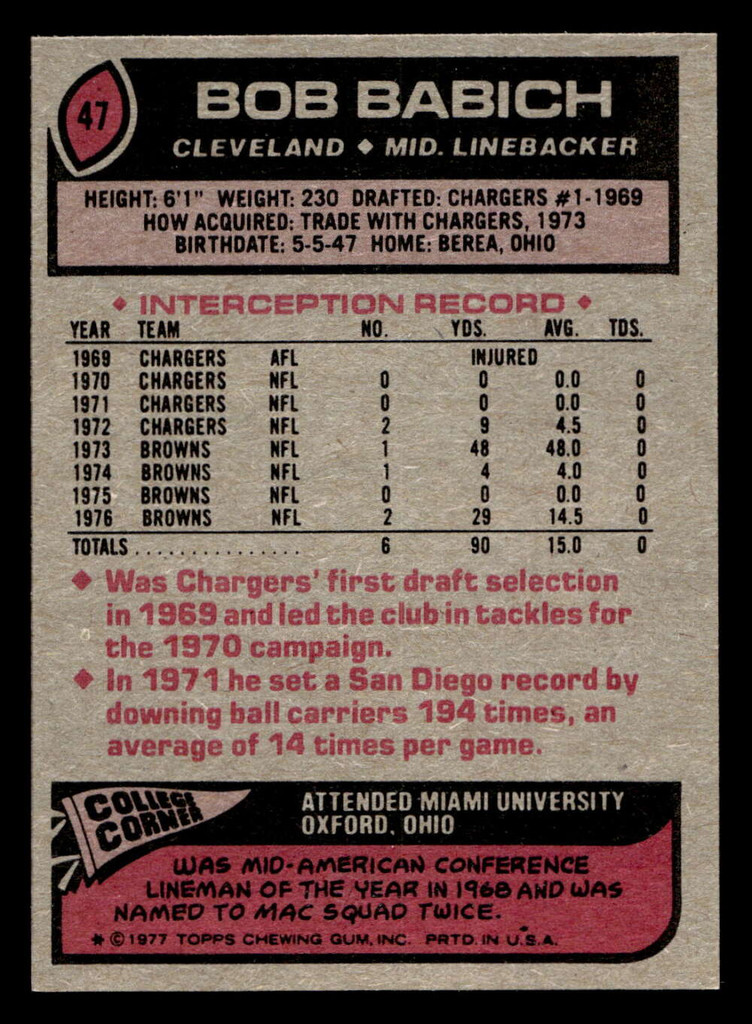 47
BOB BABICH
CLEVELAND ◆ MID. LINEBACKER
HEIGHT: 6'1" WEIGHT: 230 DRAFTED: CHARGERS #1-1969
HOW ACQUIRED: TRADE WITH CHARGERS, 1973
BIRTHDATE: 5-5-47 HOME: BEREA, OHIO
◆ INTERCEPTION RECORD ◆
YEAR TEAM NO. YDS. AVG. TDS.
1969 CHARGERS AFL INJURED
1970 CHARGERS NFL 0 0 0.0 0
1971 CHARGERS NFL 0 0 0.0 0
1972 CHARGERS NFL 2 9 4.5 0
1973 BROWNS NFL 1 48 48.0 0
1974 BROWNS NFL 1 4 4.0 0
1975 BROWNS NFL 0 0 0.0 0
1976 BROWNS NFL 2 29 14.5 0
TOTALS................ 6 90 15.0 0
◆ Was Chargers' first draft selection
in 1969 and led the club in tackles for
the 1970 campaign.
◆ In 1971 he set a San Diego record by
downing ball carriers 194 times, an
average of 14 times per game.
COLLEGE
CORNER
ATTENDED MIAMI UNIVERSITY
OXFORD, OHIO
WAS MID-AMERICAN CONFERENCE
LINEMAN OF THE YEAR IN 1968 AND WAS
NAMED TO MAC SQUAD TWICE.
* © 1977 TOPPS CHEWING GUM, INC. PRTD. IN U.S.A.